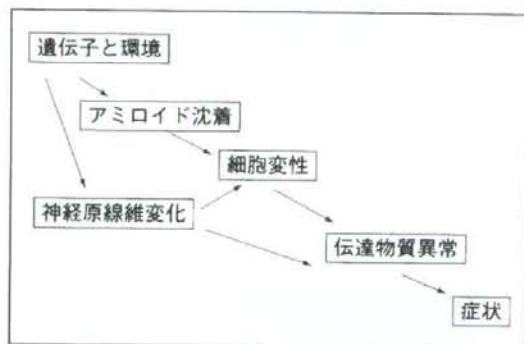 遺伝子と環境
アミロイド沈着
細胞変性
神経原線維変化
伝達物質異常
症状